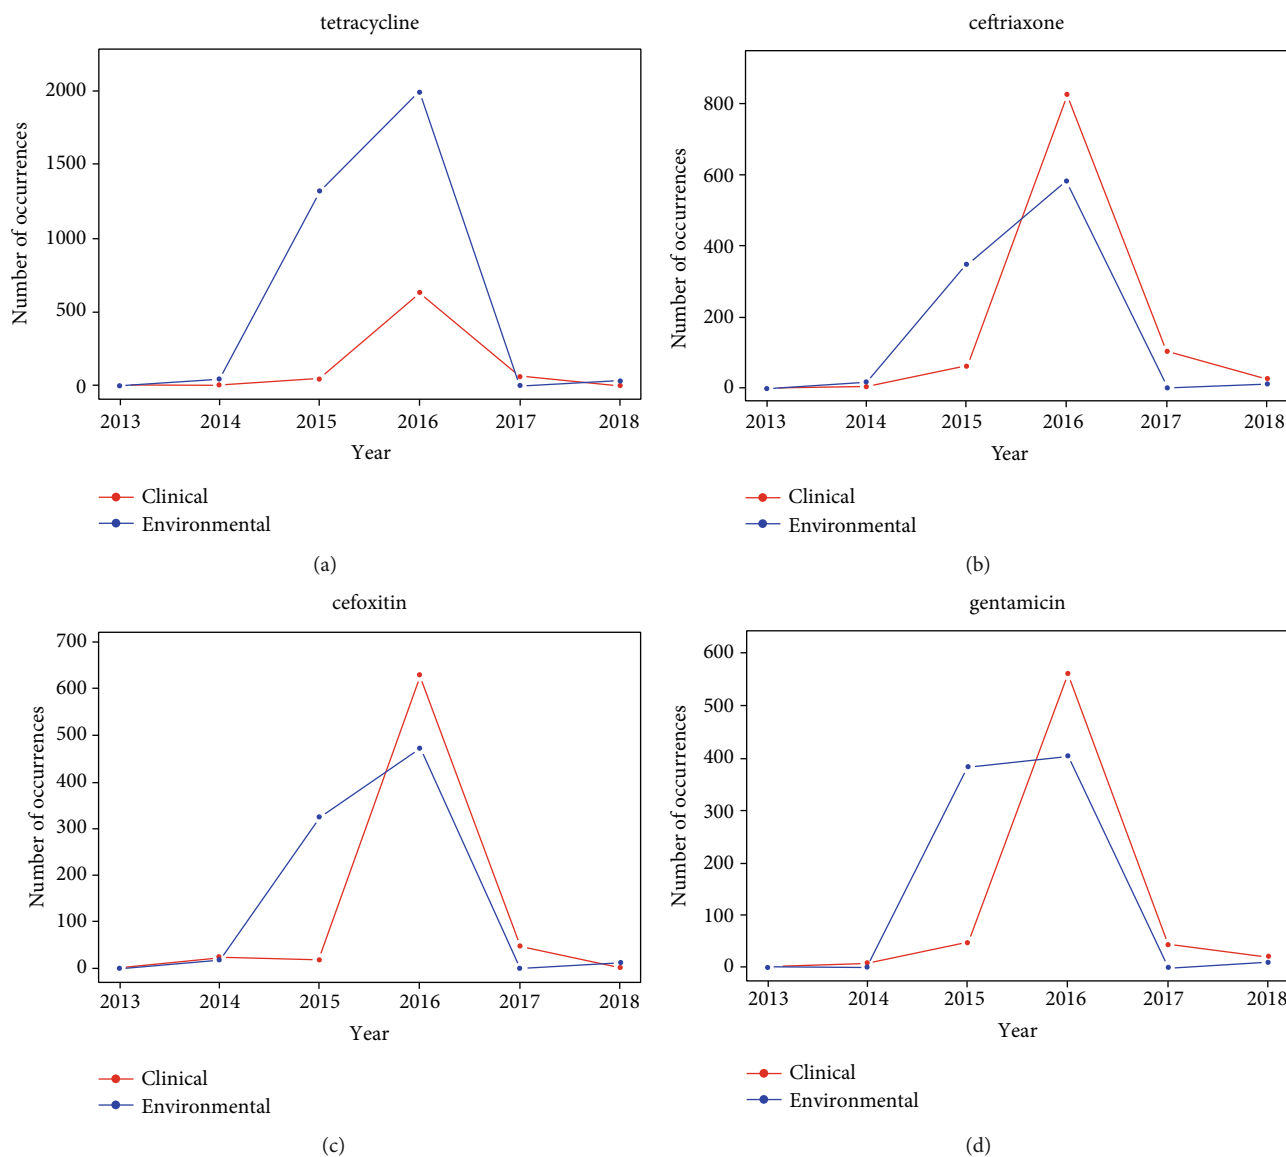 tetracycline
Number of occurrences
2000
1500
1000
500
0
2013 2014 2015 2016 2017 2018
Year
Clinical
Environmental
(a)
ceftriaxone
Number of occurrences
800
600
400
200
0
2013 2014 2015 2016 2017 2018
Year
Clinical
Environmental
(b)
cefoxitin
Number of occurrences
700
600
500
400
300
200
100
0
2013 2014 2015 2016 2017 2018
Year
Clinical
Environmental
(c)
gentamicin
Number of occurrences
600
500
400
300
200
100
0
2013 2014 2015 2016 2017 2018
Year
Clinical
Environmental
(d)